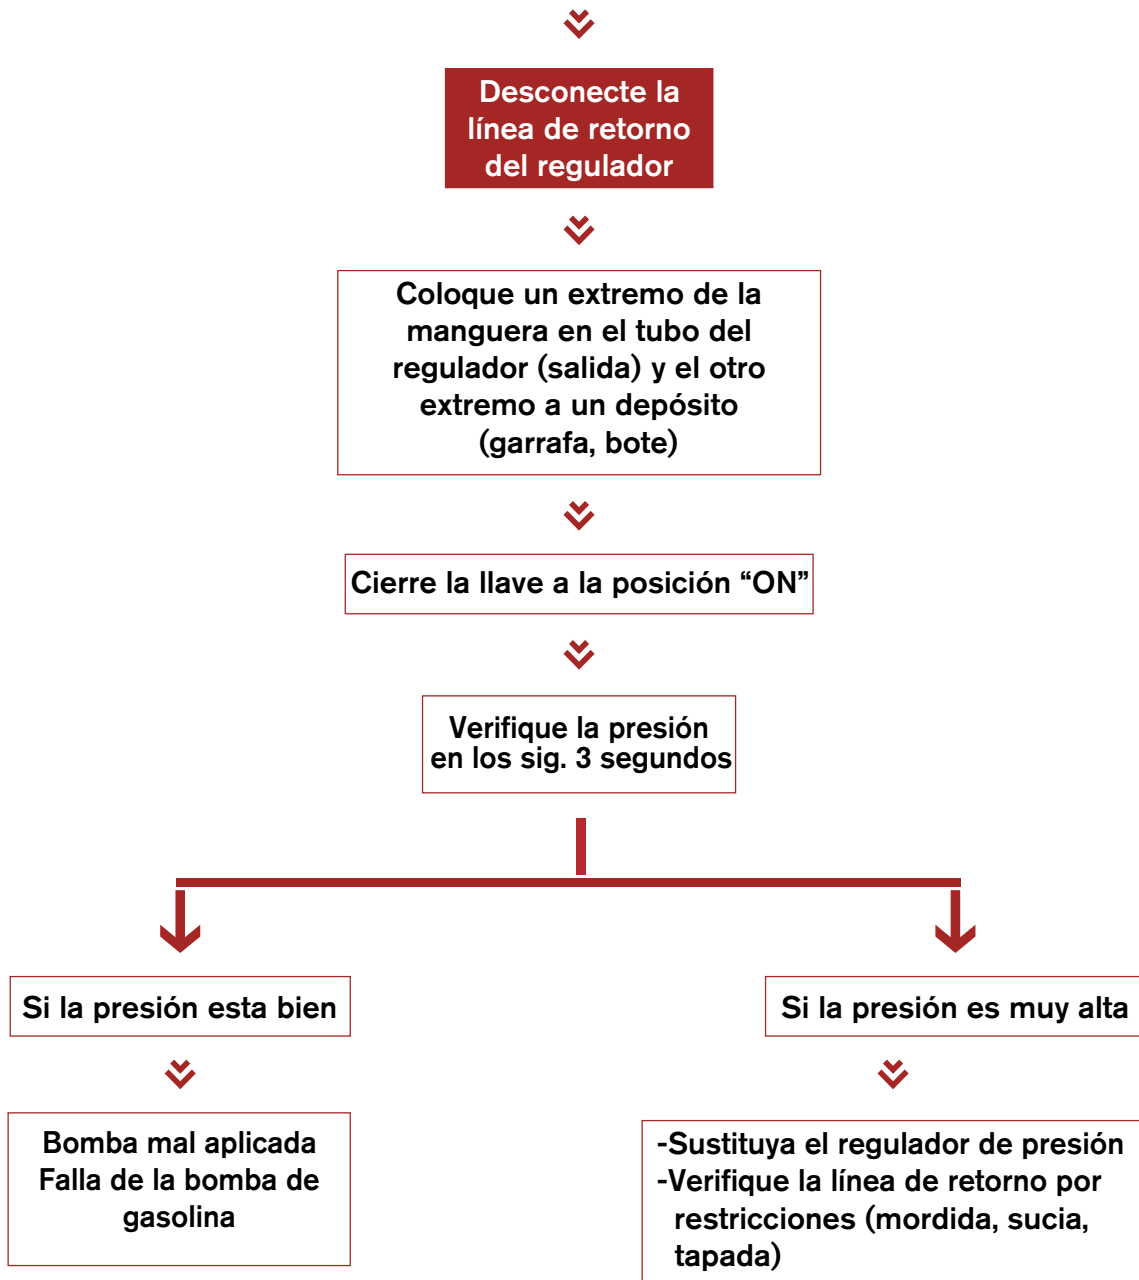 Desconecte la
línea de retorno
del regulador
Coloque un extremo de la
manguera en el tubo del
regulador (salida) y el otro
extremo a un depósito
(garrafa, bote)
Cierre la llave a la posición “ON”
Verifique la presión
en los sig. 3 segundos
Si la presión esta bien
Bomba mal aplicada
Falla de la bomba de
gasolina
Si la presión es muy alta
-Sustituya el regulador de presión
-Verifique la línea de retorno por
restricciones (mordida, sucia,
tapada)